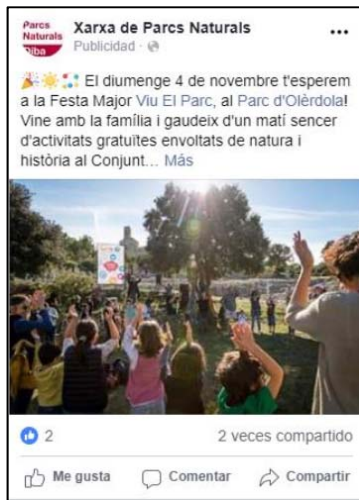 Parcs
Naturals
Diba
Xarxa de Parcs Naturals
Publicidad ·
El diumenge 4 de novembre t'esperem
a la Festa Major Viu El Parc, al Parc d'Olèrdola!
Vine amb la família i gaudeix d'un matí sencer
d'activitats gratuïtes envoltats de natura i
història al Conjunt... Más
2
2 veces compartido
Me gusta
Comentar
Compartir